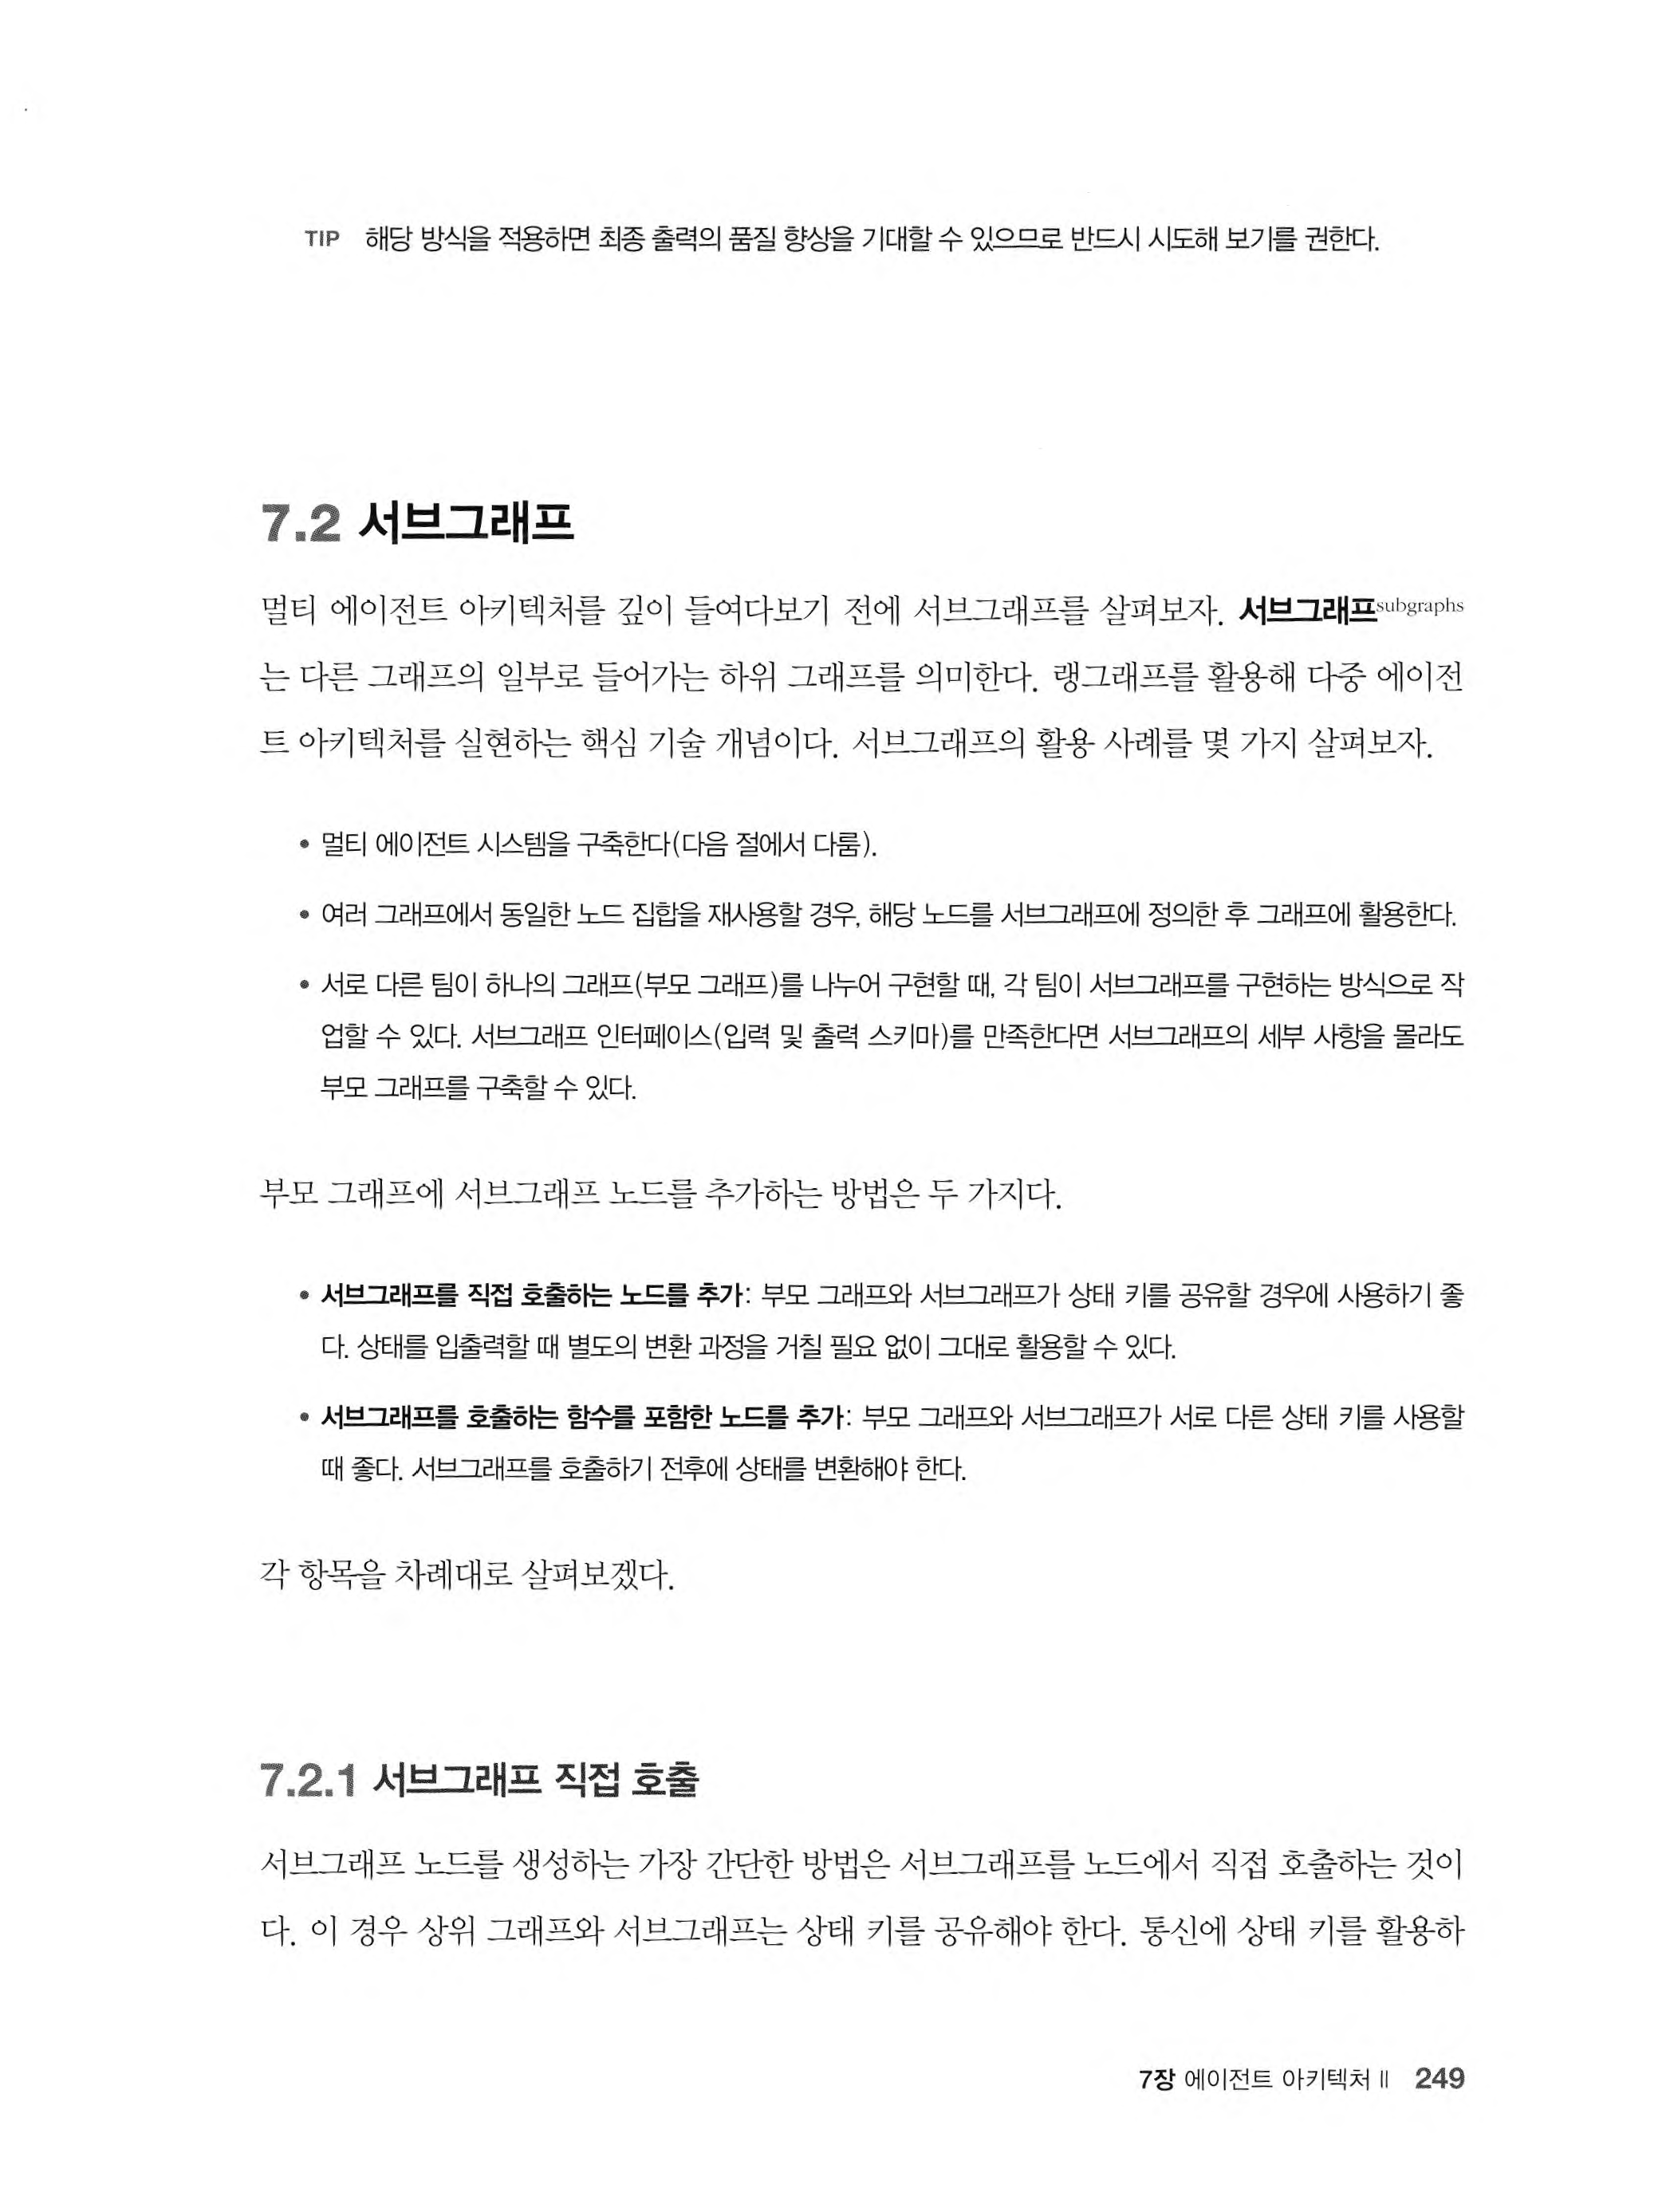 TIP 해당 방식을 적용하면 최종 출력의 품질 향상을 기대할 수 있으므로 반드시 시도해 보기를 권한다.
7.2 서브그래프
멀티 에이전트 아키텍처를 깊이 들여다보기 전에 서브그래프를 살펴보자. 서브그래프subgraphs
는 다른 그래프의 일부로 들어가는 하위 그래프를 의미한다. 랭그래프를 활용해 다중 에이전
트 아키텍처를 실현하는 핵심 기술 개념이다. 서브그래프의 활용 사례를 몇 가지 살펴보자.
• 멀티 에이전트 시스템을 구축한다(다음 절에서 다룸).
• 여러 그래프에서 동일한 노드 집합을 재사용할 경우, 해당 노드를 서브그래프에 정의한 후 그래프에 활용한다.
• 서로 다른 팀이 하나의 그래프(부모 그래프)를 나누어 구현할 때, 각 팀이 서브그래프를 구현하는 방식으로 작
업할 수 있다. 서브그래프 인터페이스(입력 및 출력 스키마)를 만족한다면 서브그래프의 세부 사항을 몰라도
부모 그래프를 구축할 수 있다.
부모 그래프에 서브그래프 노드를 추가하는 방법은 두 가지다.
• 서브그래프를 직접 호출하는 노드를 추가: 부모 그래프와 서브그래프가 상태 키를 공유할 경우에 사용하기 좋
다. 상태를 입출력할 때 별도의 변환 과정을 거칠 필요 없이 그대로 활용할 수 있다.
• 서브그래프를 호출하는 함수를 포함한 노드를 추가: 부모 그래프와 서브그래프가 서로 다른 상태 키를 사용할
때 좋다. 서브그래프를 호출하기 전후에 상태를 변환해야 한다.
각 항목을 차례대로 살펴보겠다.
7.2.1 서브그래프 직접 호출
서브그래프 노드를 생성하는 가장 간단한 방법은 서브그래프를 노드에서 직접 호출하는 것이
다. 이 경우 상위 그래프와 서브그래프는 상태 키를 공유해야 한다. 통신에 상태 키를 활용하
7장 에이전트 아키텍처 II 249